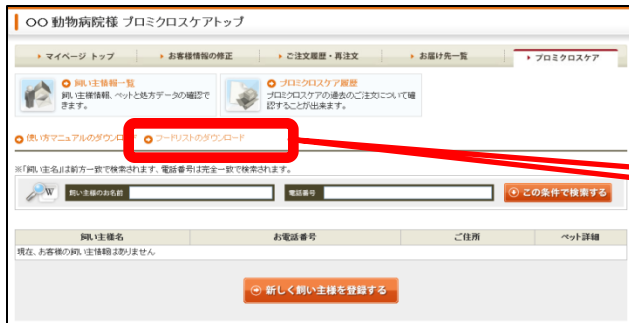 ○○ 動物病院様 プロミクロスケアトップ
マイページ トップ お客様情報の修正 ご注文履歴・再注文 お届け先一覧 プロミクロスケア
飼い主情報一覧
飼い主様情報、ペットと処方データの確認で
きます。
プロミクロスケア履歴
プロミクロスケアの過去のご注文について確
認することが出来ます。
使い方マニュアルのダウンロード フードリストのダウンロード
※「飼い主名」は前方一致で検索されます、電話番号は完全一致で検索されます。
W 飼い主様のお名前 電話番号 この条件で検索する
飼い主様名 お電話番号 ご住所 ペット詳細
現在、お客様の飼い主情報はありません
新しく飼い主様を登録する